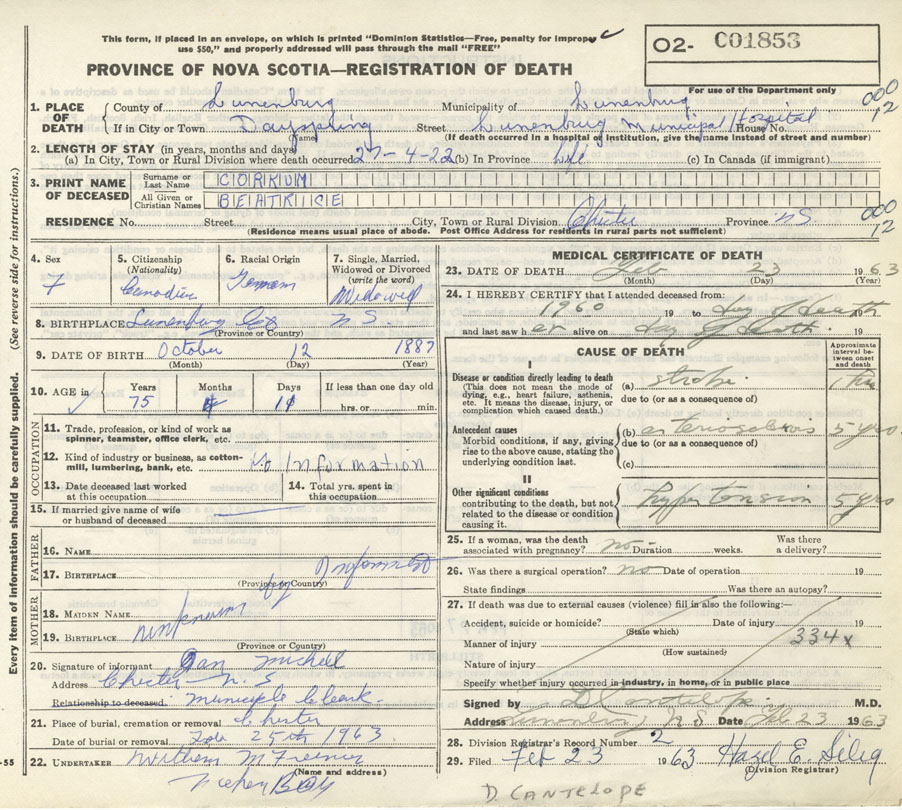 This form, if placed in an envelope, on which is printed "Dominion Statistics—Free, penalty for improper
use $50," and properly addressed will pass through the mail "FREE"
PROVINCE OF NOVA SCOTIA—REGISTRATION OF DEATH
O2- C01853
For use of the Department only
000
12
1. PLACE OF DEATH County of Lunenburg Municipality of Lunenburg
If in City or Town Dayspring Street Lunenburg Municipal Hospital House No.
(If death occurred in a hospital or institution, give the name instead of street and number)
2. LENGTH OF STAY (in years, months and days)
(a) In City, Town or Rural Division where death occurred 27-4-22 (b) In Province life (c) In Canada (if immigrant)
3. PRINT NAME OF DECEASED Surname or Last Name CORKUM
All Given or Christian Names BEATRICE
RESIDENCE No. Street City, Town or Rural Division Chester Province NS.
(Residence means usual place of abode. Post Office Address for residents in rural parts not sufficient)
000
12
4. Sex F
5. Citizenship (Nationality) Canadian
6. Racial Origin German
7. Single, Married, Widowed or Divorced (write the word) Widowed
8. BIRTHPLACE Lunenburg Co N S.
(Province or Country)
9. DATE OF BIRTH October 12 1887
(Month) (Day) (Year)
10. AGE in Years 75 Months 4 Days 11 If less than one day old hrs. or min.
OCCUPATION
11. Trade, profession, or kind of work as spinner, teamster, office clerk, etc.
12. Kind of industry or business, as cotton-mill, lumbering, bank, etc. No Information
13. Date deceased last worked at this occupation
14. Total yrs. spent in this occupation
15. If married give name of wife or husband of deceased
FATHER
16. NAME
17. BIRTHPLACE
(Province or Country)
MOTHER
18. MAIDEN NAME
19. BIRTHPLACE unknown
(Province or Country)
20. Signature of informant
Address Chester N.S
Relationship to deceased Municiple Cleark
21. Place of burial, cremation or removal Chester
Date of burial or removal Feb 25th 1963.
22. UNDERTAKER
(Name and address)
MEDICAL CERTIFICATE OF DEATH
23. DATE OF DEATH Feb 23 1963
(Month) (Day) (Year)
24. I HEREBY CERTIFY that I attended deceased from:
1960 19 to day of death 19
and last saw her alive on day of death. 19
CAUSE OF DEATH
Approximate interval between onset and death
I
Disease or condition directly leading to death
(This does not mean the mode of dying, e.g., heart failure, asthenia, etc. It means the disease, injury, or complication which caused death.)
(a) stroke
due to (or as a consequence of)
Antecedent causes
Morbid conditions, if any, giving rise to the above cause, stating the underlying condition last.
(b) arteriosclerosis 5 yrs
due to (or as a consequence of)
(c)
II
Other significant conditions
contributing to the death, but not related to the disease or condition causing it.
hypertension 5 yrs
25. If a woman, was the death associated with pregnancy? no. Duration weeks. Was there a delivery?
26. Was there a surgical operation? no Date of operation 19
State findings Was there an autopsy?
27. If death was due to external causes (violence) fill in also the following:—
Accident, suicide or homicide? Date of injury 19
(State which)
334x
Manner of injury
(How sustained)
Nature of injury
Specify whether injury occurred in industry, in home, or in public place
Signed by D Cantelope. M.D.
Address Lunenburg N S Date Feb 23 1963
28. Division Registrar's Record Number 2
29. Filed Feb 23 1963 Hazel E. Silig
(Division Registrar)
D. CANTELOPE
Every item of information should be carefully supplied. (See reverse side for instructions.)
-55